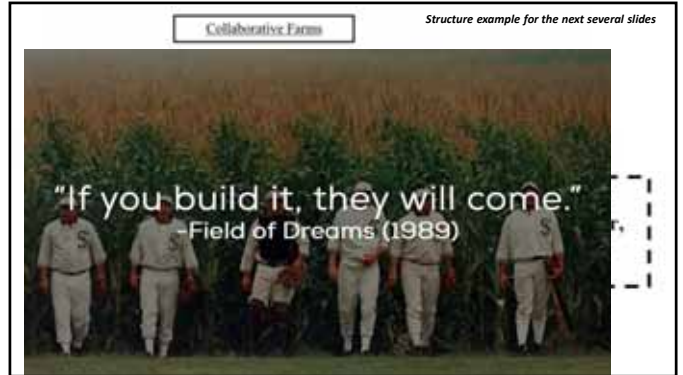 Structure example for the next several slides
Collaborative Farms
“If you build it, they will come.”
-Field of Dreams (1989)
r,